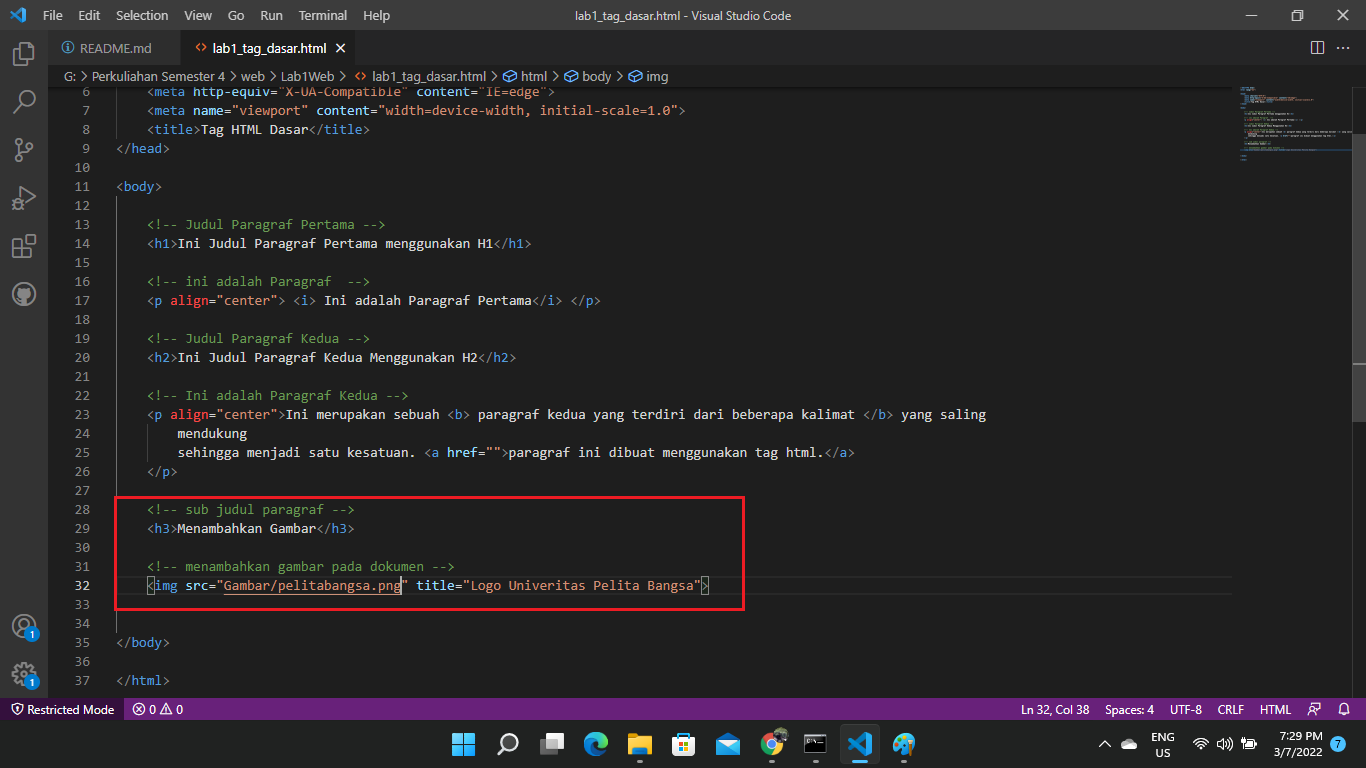 File Edit Selection View Go Run Terminal Help lab1_tag_dasar.html - Visual Studio Code
README.md lab1_tag_dasar.html
G: > Perkuliahan Semester 4 > web > Lab1Web > lab1_tag_dasar.html > html > body > img
6 <meta http-equiv="X-UA-Compatible" content="IE=edge">
7 <meta name="viewport" content="width=device-width, initial-scale=1.0">
8 <title>Tag HTML Dasar</title>
9 </head>
10
11 <body>
12
13 <!-- Judul Paragraf Pertama -->
14 <h1>Ini Judul Paragraf Pertama menggunakan H1</h1>
15
16 <!-- ini adalah Paragraf  -->
17 <p align="center"> <i> Ini adalah Paragraf Pertama</i> </p>
18
19 <!-- Judul Paragraf Kedua -->
20 <h2>Ini Judul Paragraf Kedua Menggunakan H2</h2>
21
22 <!-- Ini adalah Paragraf Kedua -->
23 <p align="center">Ini merupakan sebuah <b> paragraf kedua yang terdiri dari beberapa kalimat </b> yang saling
24 mendukung
25 sehingga menjadi satu kesatuan. <a href="">paragraf ini dibuat menggunakan tag html.</a>
26 </p>
27
28 <!-- sub judul paragraf -->
29 <h3>Menambahkan Gambar</h3>
30
31 <!-- menambahkan gambar pada dokumen -->
32 <img src="Gambar/pelitabangsa.png" title="Logo Univeritas Pelita Bangsa">
33
34
35 </body>
36
37 </html>
1
1
Restricted Mode 0 0 Ln 32, Col 38 Spaces: 4 UTF-8 CRLF HTML
ENG
US
7:29 PM
3/7/2022
7